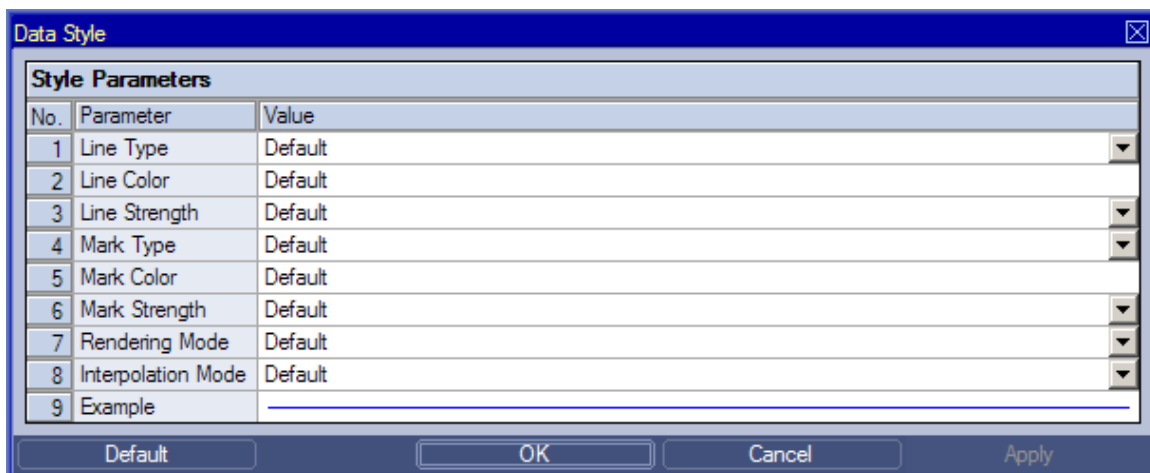 Data Style
Style Parameters
No. Parameter Value
1 Line Type Default
2 Line Color Default
3 Line Strength Default
4 Mark Type Default
5 Mark Color Default
6 Mark Strength Default
7 Rendering Mode Default
8 Interpolation Mode Default
9 Example
Default OK Cancel Apply